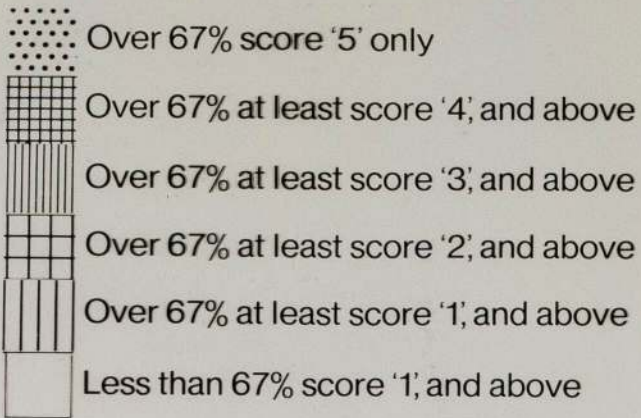 Over 67% score ‘5’ only
Over 67% at least score ‘4’, and above
Over 67% at least score ‘3’, and above
Over 67% at least score ‘2’, and above
Over 67% at least score ‘1’, and above
Less than 67% score ‘1’, and above